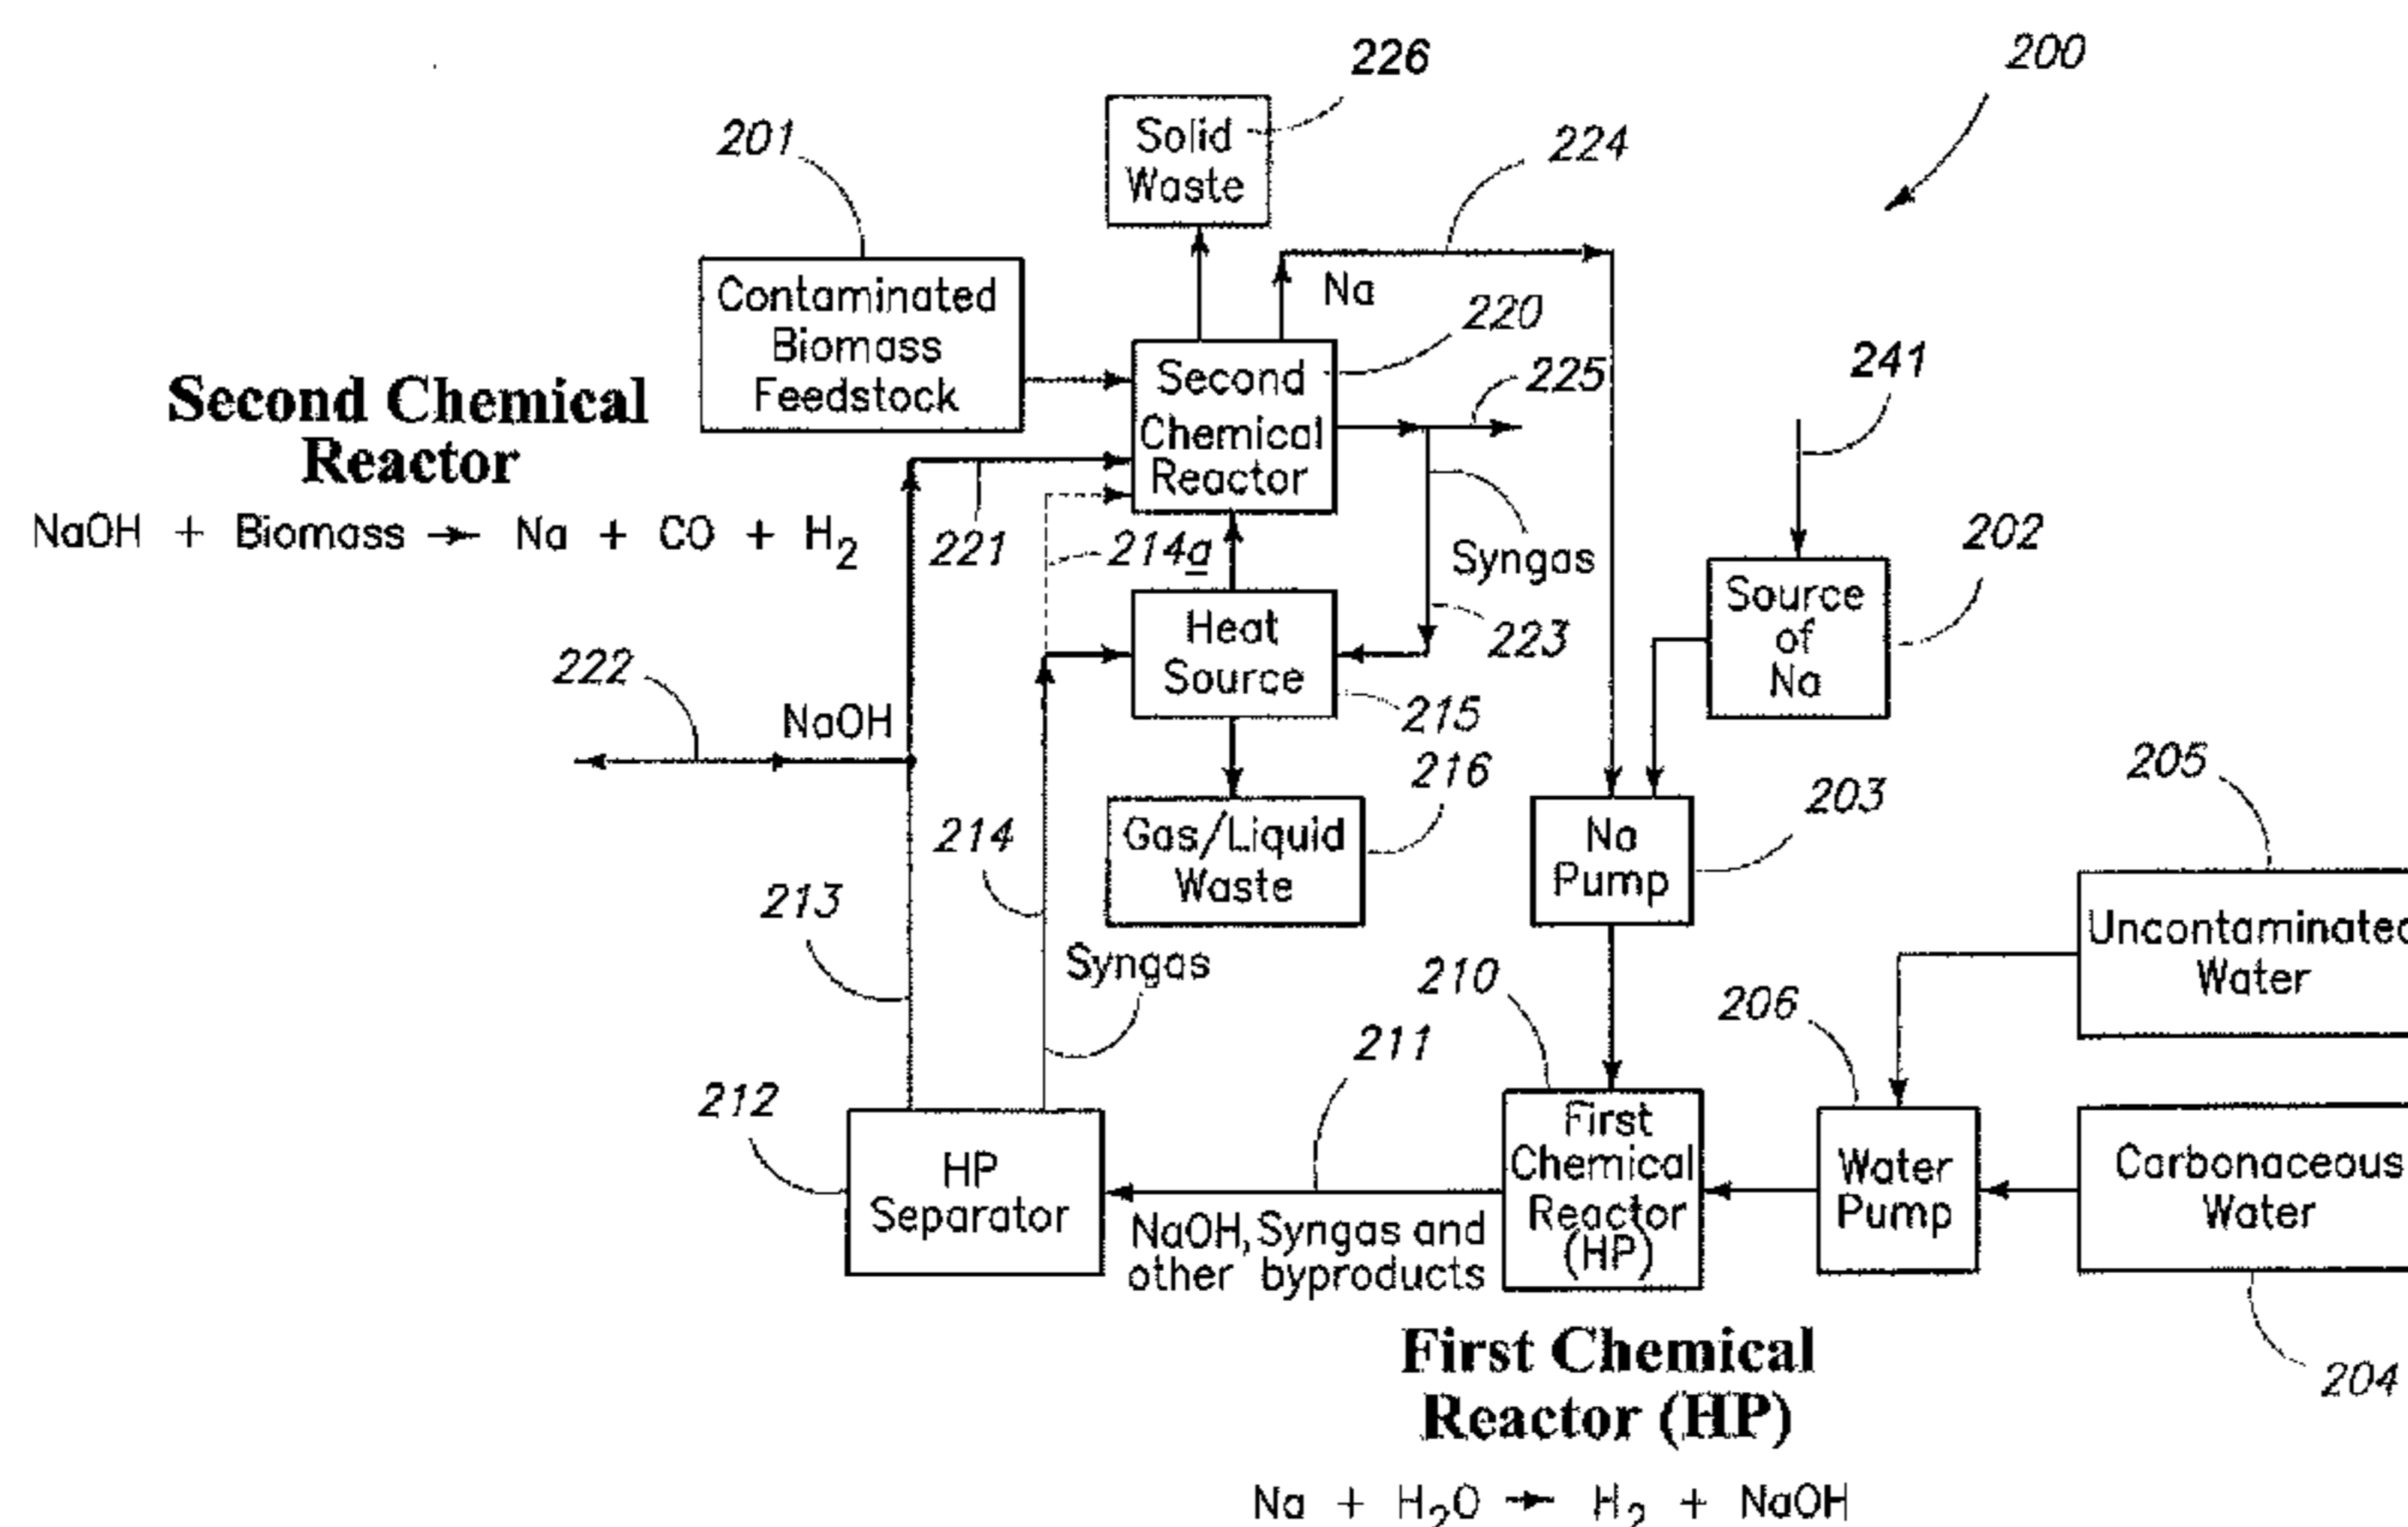 226
200
201
Solid
Waste
224
Na
Contaminated
Biomass
Feedstock
220
Second
Chemical
Reactor
225
241
Second Chemical
Reactor
NaOH + Biomass → Na + CO + H2
221
214a
Syngas
202
Source
of
Na
Heat
Source
223
222
NaOH
215
216
203
205
214
Gas/Liquid
Waste
Na
Pump
213
Syngas
210
206
Uncontaminated
Water
211
212
HP
Separator
NaOH, Syngas and
other byproducts
First
Chemical
Reactor
(HP)
Water
Pump
Carbonaceous
Water
204
First Chemical
Reactor (HP)
Na + H2O → H2 + NaOH